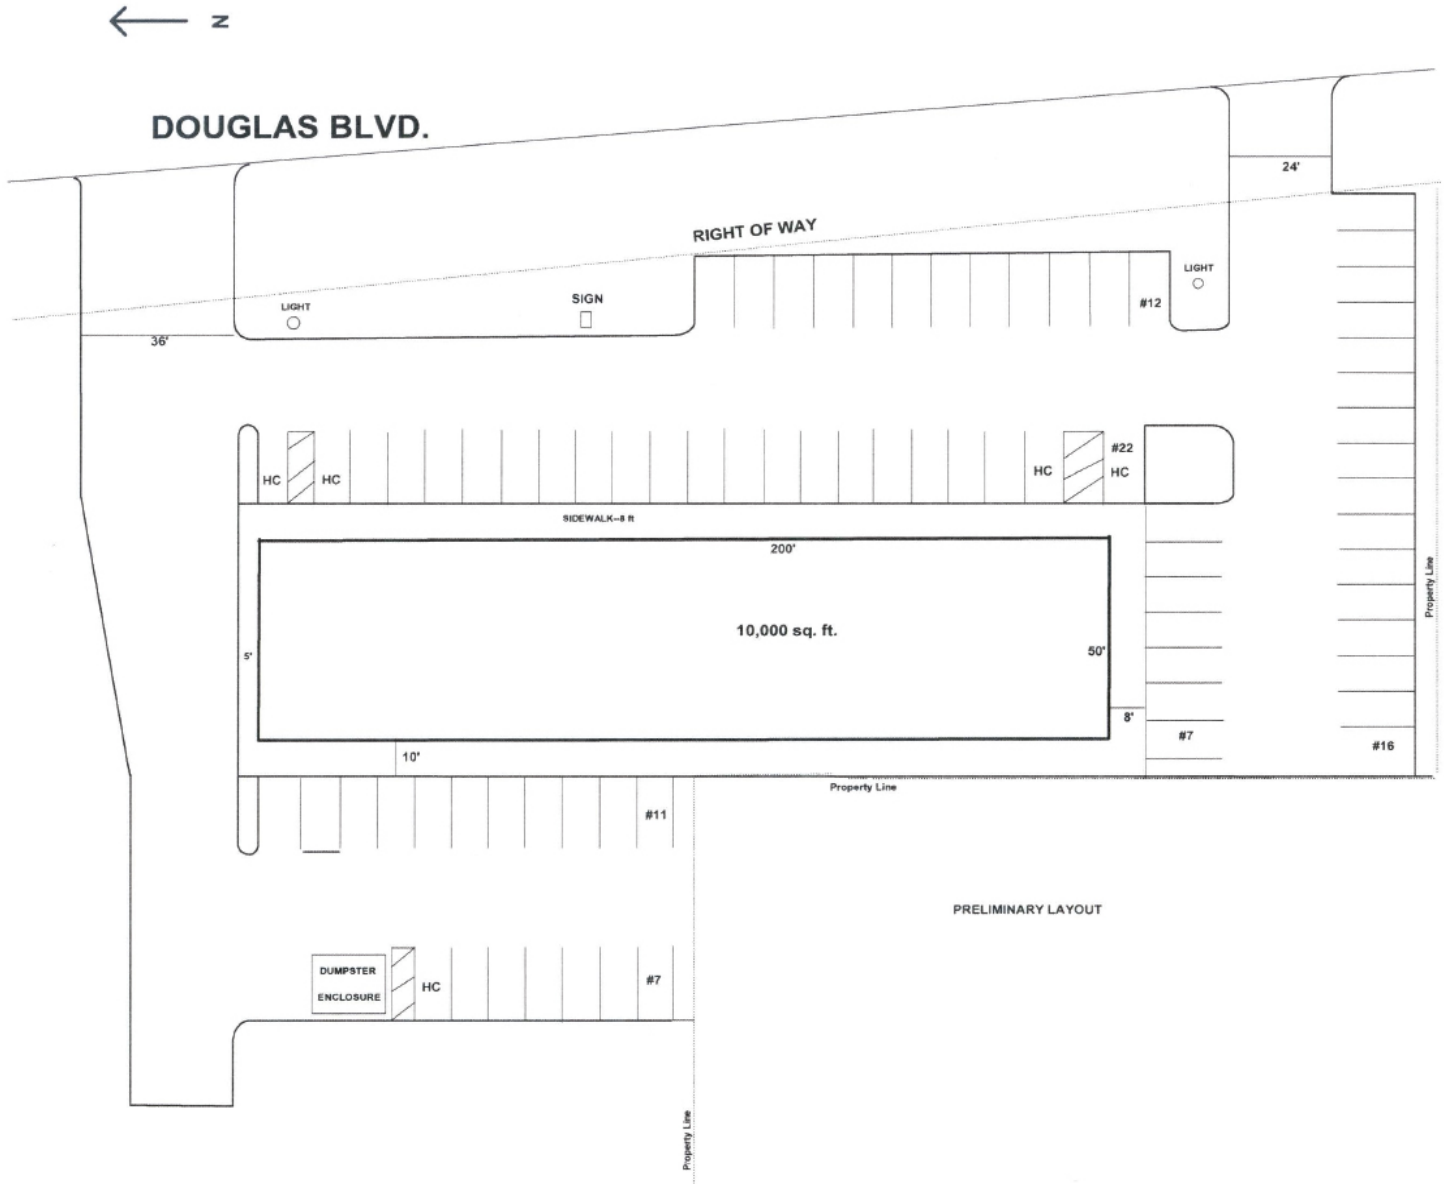 N
DOUGLAS BLVD.
24'
RIGHT OF WAY
LIGHT
LIGHT
SIGN
#12
36'
#22
HC
HC
HC
HC
SIDEWALK--8 ft
200'
Property Line
10,000 sq. ft.
5'
50'
8'
#7
#16
10'
Property Line
#11
PRELIMINARY LAYOUT
DUMPSTER
ENCLOSURE
HC
#7
Property Line